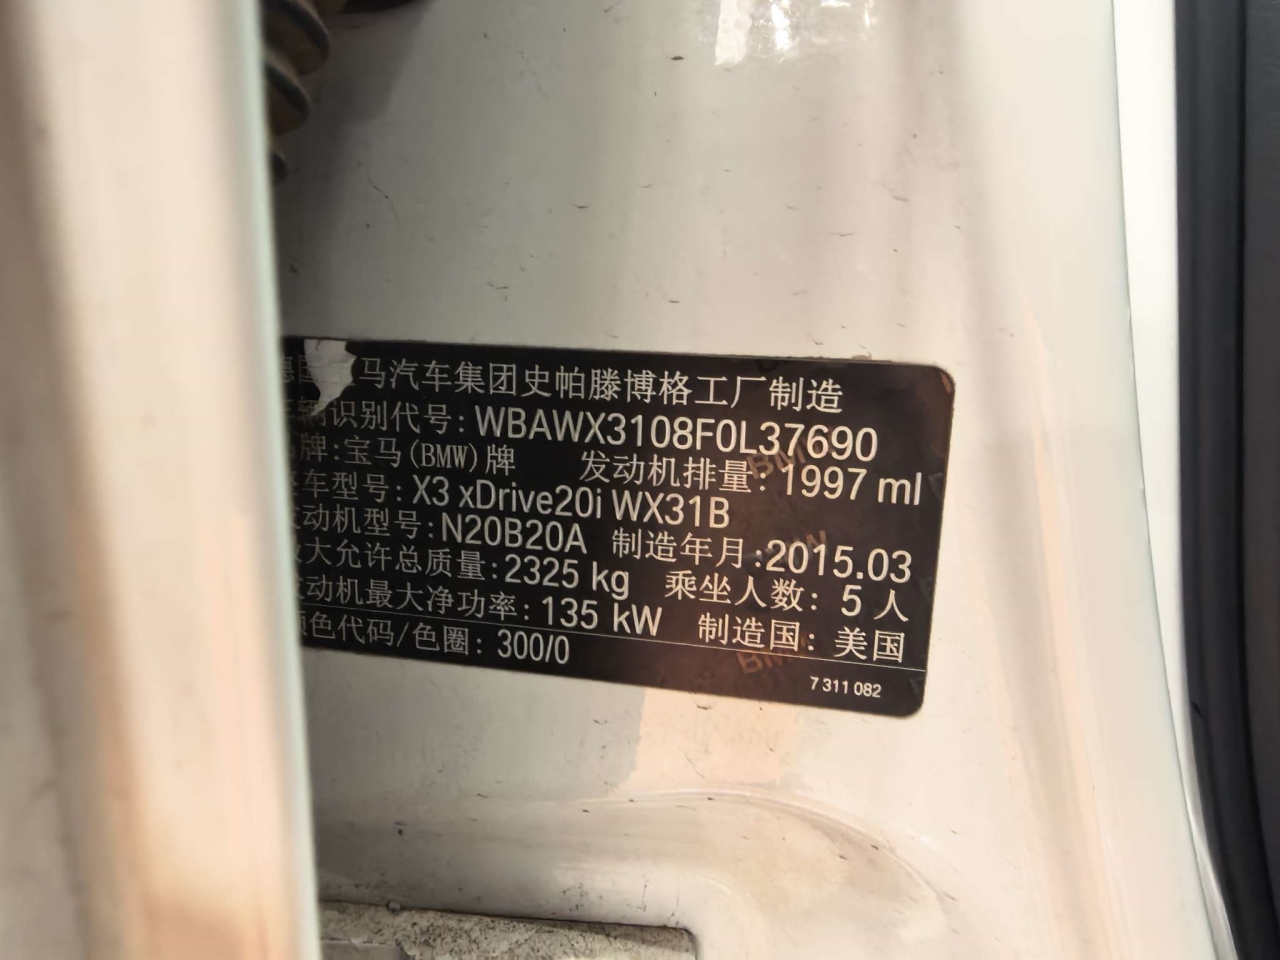 马汽车集团史帕滕博格工厂制造
识别代号: WBAWX3108F0L37690
牌:宝马(BMW)牌 发动机排量: 1997 ml
车型号: X3 xDrive20i WX31B
动机型号: N20B20A 制造年月:2015.03
大允许总质量: 2325 kg 乘坐人数: 5 人
动机最大净功率: 135 kW 制造国: 美国
色代码/色圈: 300/0
7 311 082